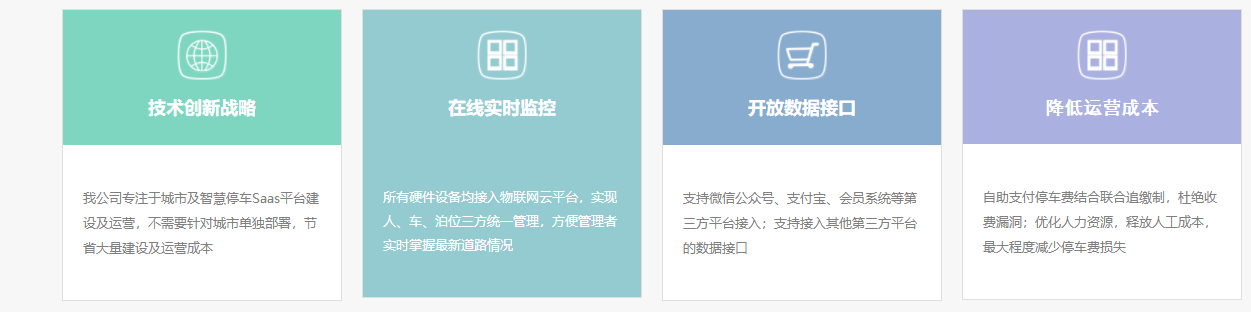 技术创新战略
我公司专注于城市及智慧停车Saas平台建
设及运营，不需要针对城市单独部署，节
省大量建设及运营成本
在线实时监控
所有硬件设备均接入物联网云平台，实现
人、车、泊位三方统一管理，方便管理者
实时掌握最新道路情况
开放数据接口
支持微信公众号、支付宝、会员系统等第
三方平台接入；支持接入其他第三方平台
的数据接口
降低运营成本
自助支付停车费结合联合追缴制，杜绝收
费漏洞；优化人力资源，释放人工成本，
最大程度减少停车费损失